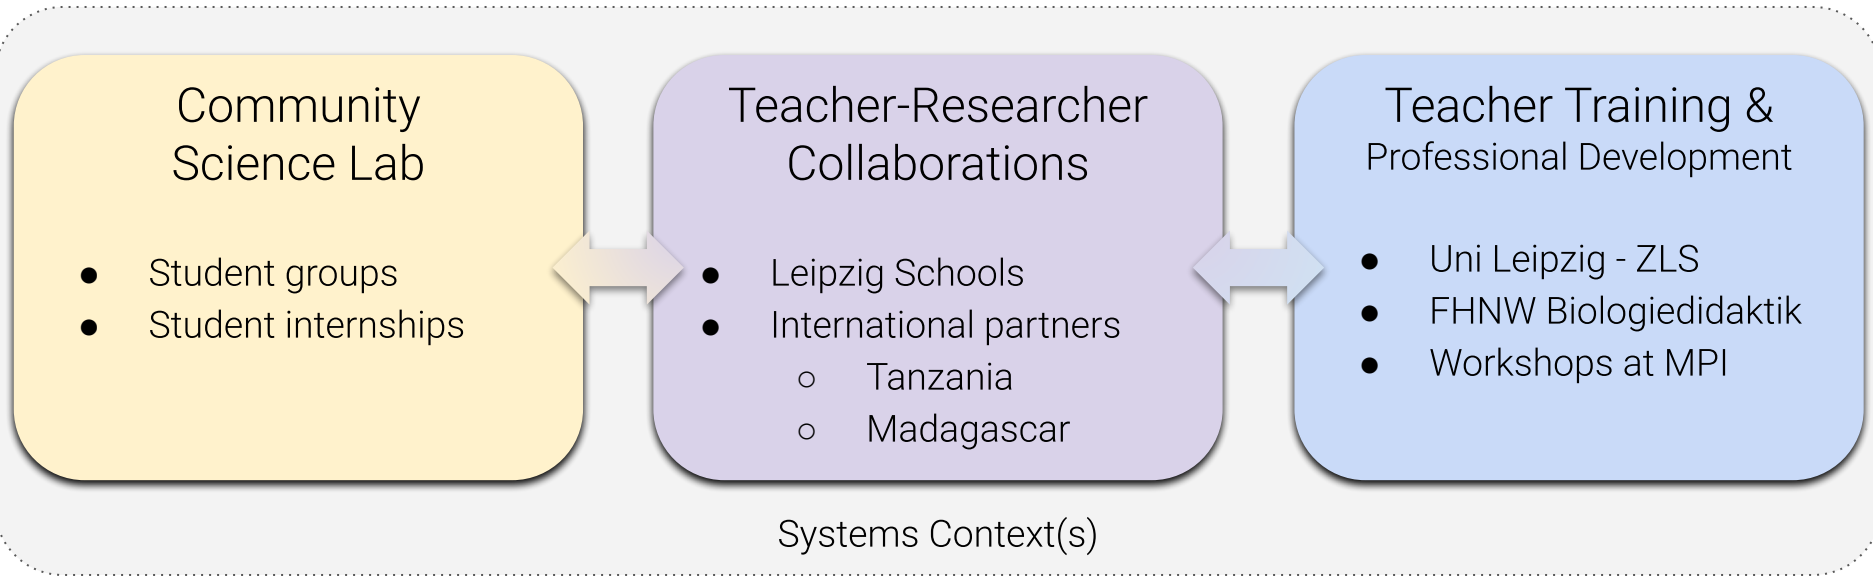 Community
Science Lab
● Student groups
● Student internships
Teacher-Researcher
Collaborations
● Leipzig Schools
● International partners
○ Tanzania
○ Madagascar
Teacher Training &
Professional Development
● Uni Leipzig - ZLS
● FHNW Biologiedidaktik
● Workshops at MPI
Systems Context(s)